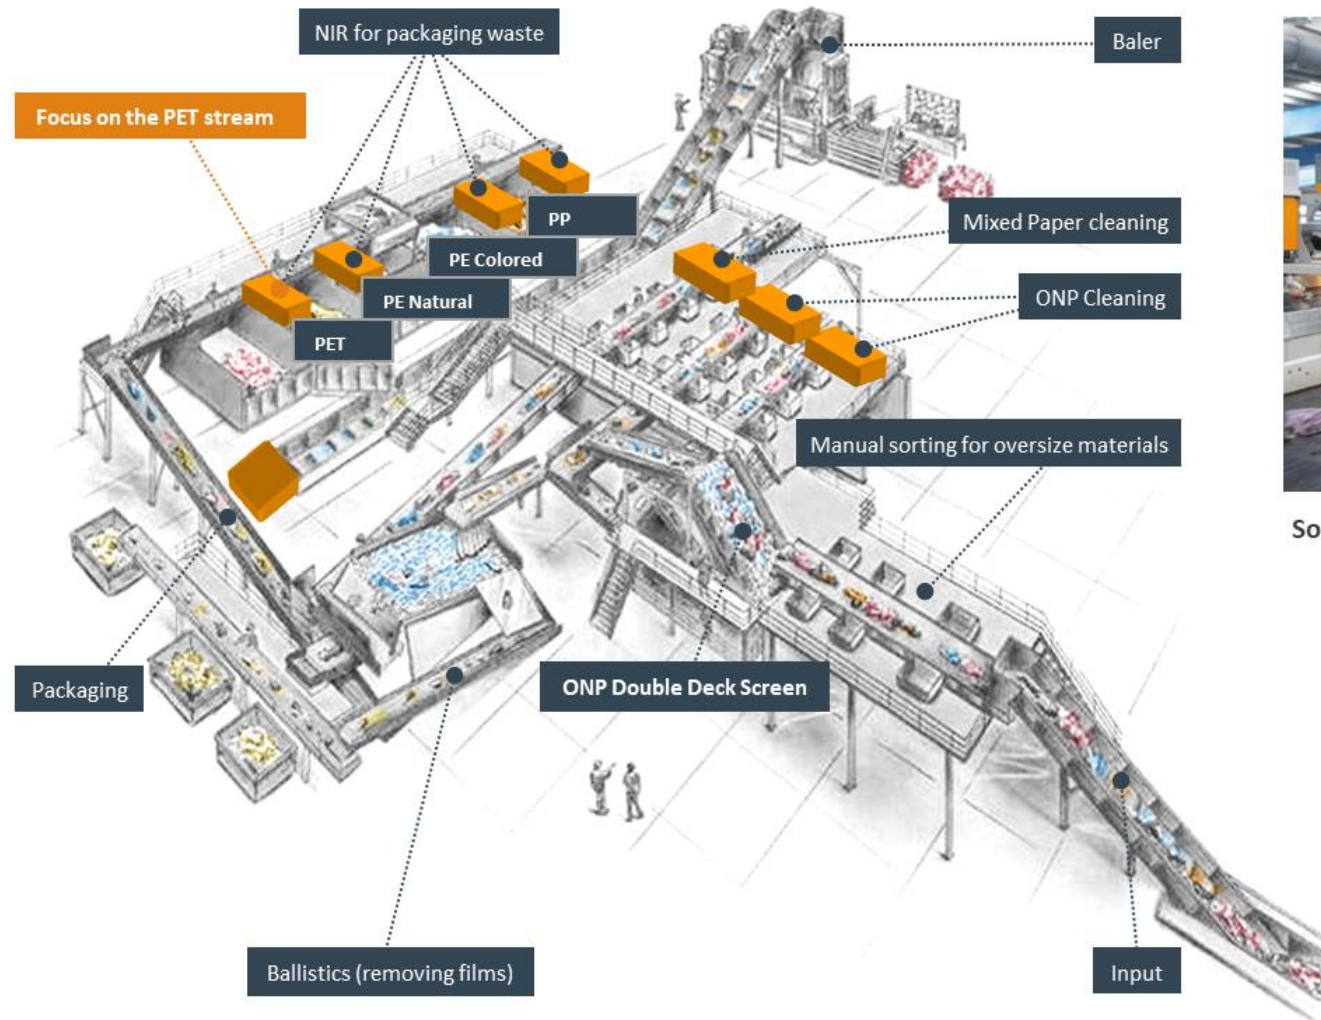 NIR for packaging waste
Baler
Focus on the PET stream
PP
Mixed Paper cleaning
PE Colored
PE Natural
ONP Cleaning
PET
Manual sorting for oversize materials
So
Packaging
ONP Double Deck Screen
Ballistics (removing films)
Input